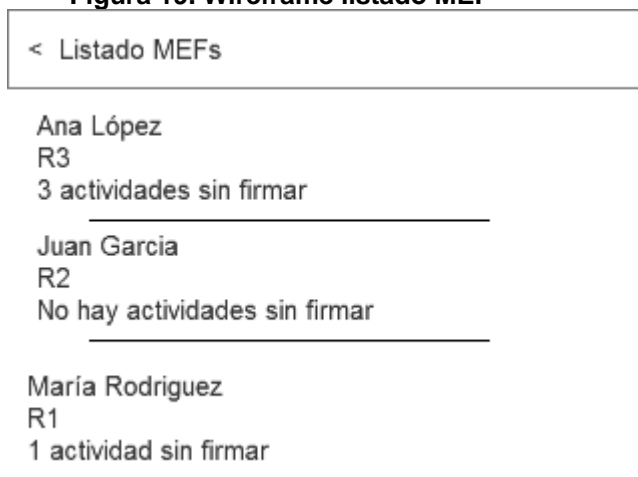 Figura 15. Wireframe listado MEF
< Listado MEFs
Ana López
R3
3 actividades sin firmar
Juan Garcia
R2
No hay actividades sin firmar
María Rodriguez
R1
1 actividad sin firmar